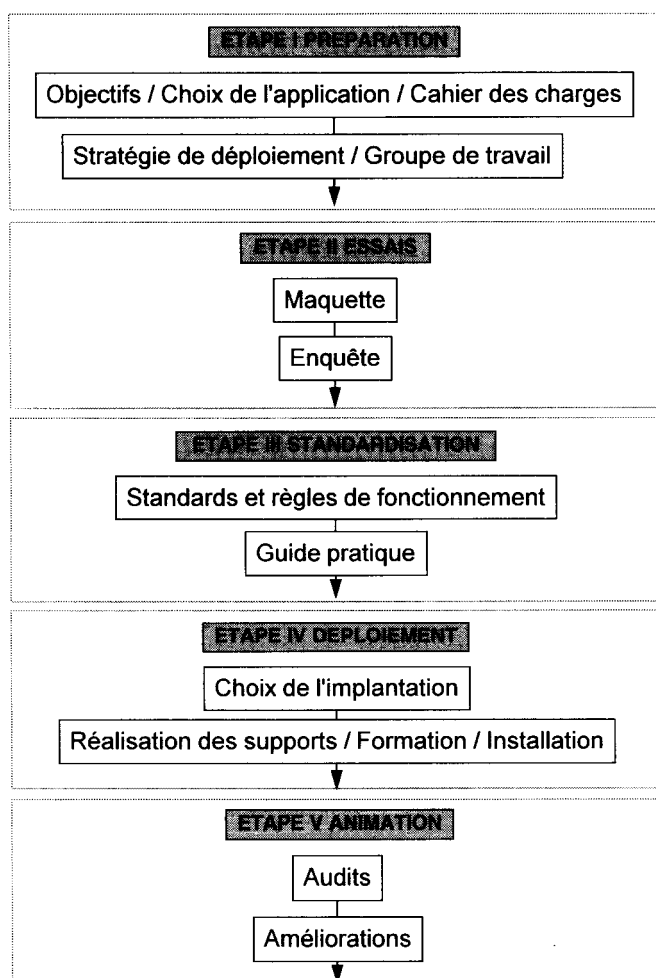 ETAPE I PREPARATION
Objectifs / Choix de l'application / Cahier des charges
Stratégie de déploiement / Groupe de travail
ETAPE II ESSAIS
Maquette
Enquête
ETAPE III STANDARDISATION
Standards et règles de fonctionnement
Guide pratique
ETAPE IV DEPLOIEMENT
Choix de l'implantation
Réalisation des supports / Formation / Installation
ETAPE V ANIMATION
Audits
Améliorations